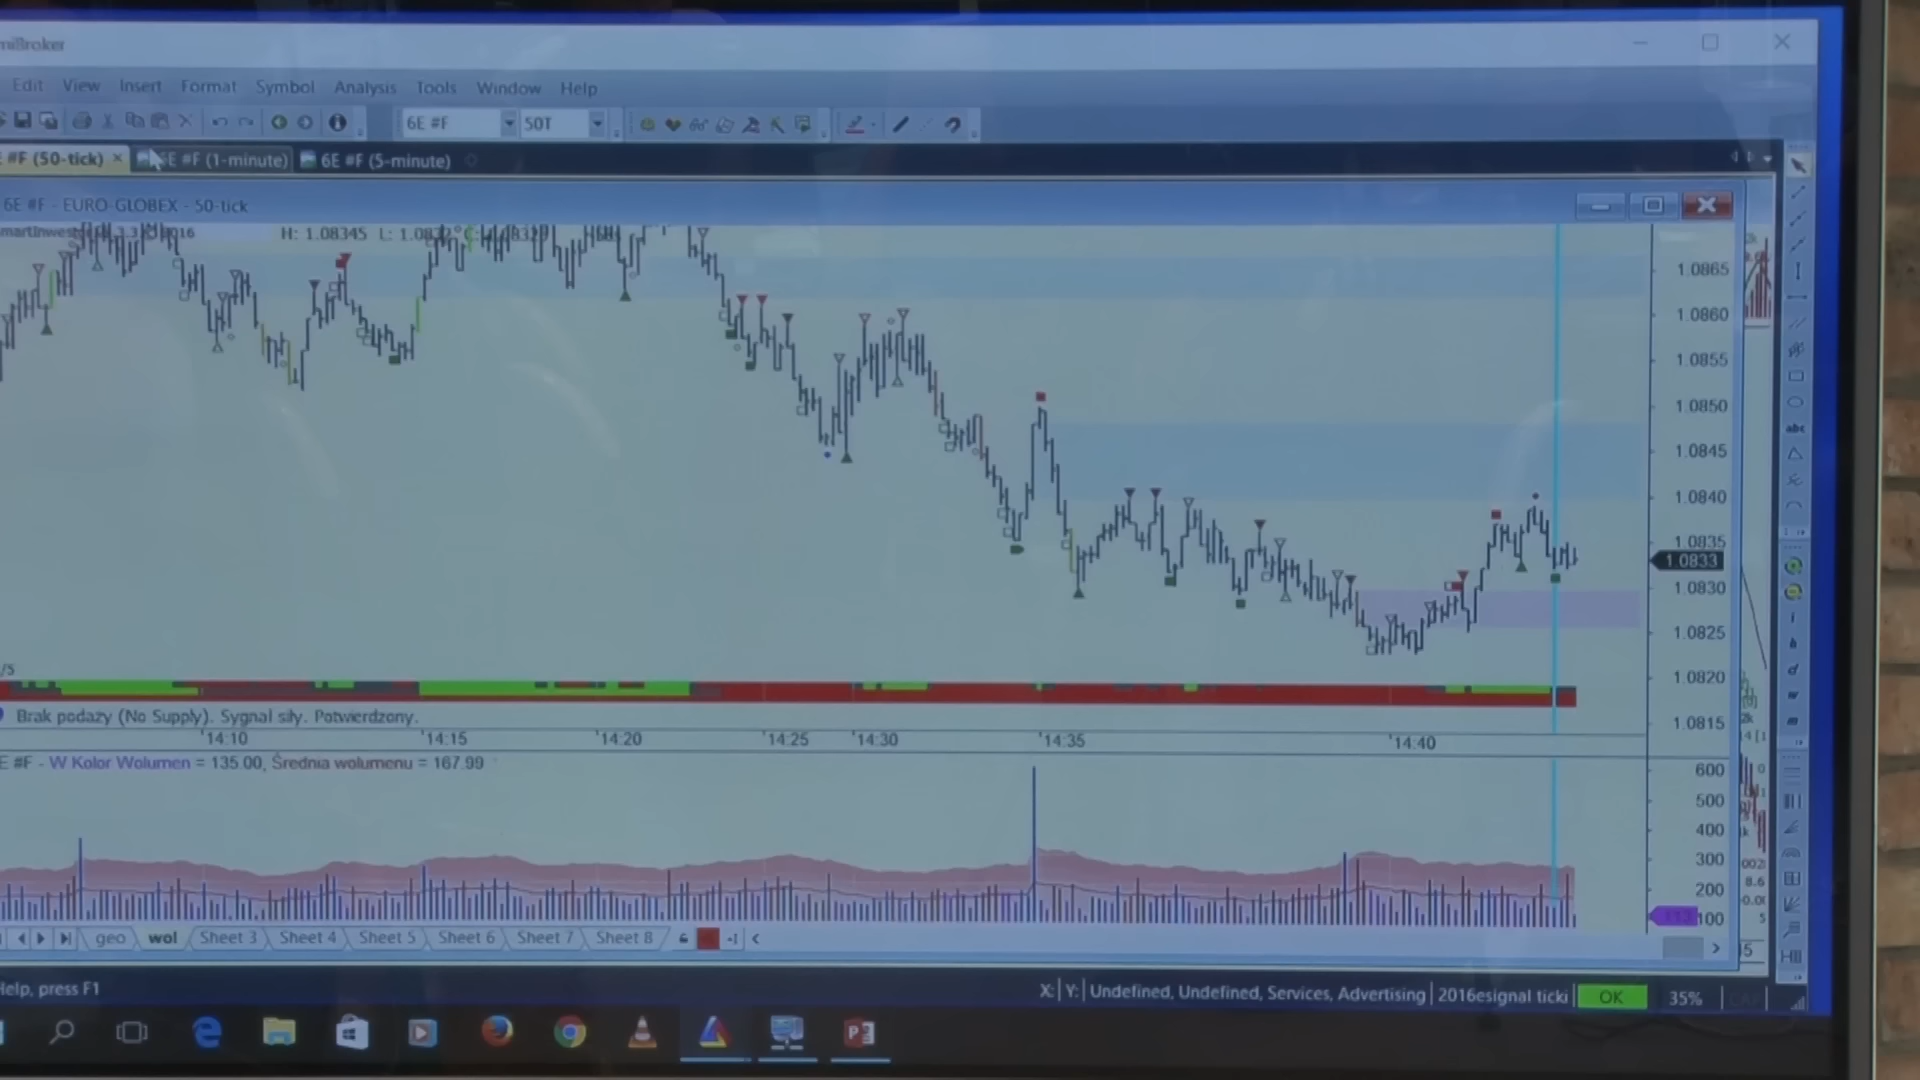 miBroker
Edit View Insert Format Symbol Analysis Tools Window Help
6E #F 50T
#F (50-tick) 6E #F (1-minute) 6E #F (5-minute)
6E #F - EURO-GLOBEX - 50-tick
H: 1.08345
1.0865
1.0860
1.0855
1.0850
1.0845
1.0840
1.0835
1.0833
1.0830
1.0825
1.0820
1.0815
/5
Brak podaży (No Supply). Sygnał siły. Potwierdzony.
14:10 14:15 14:20 14:25 14:30 14:35 14:40
E #F - W Kolor Wolumen = 135.00, Średnia wolumenu = 167.99
600
500
400
300
200
100
geo wol Sheet 3 Sheet 4 Sheet 5 Sheet 6 Sheet 7 Sheet 8
Help, press F1
X: Y: Undefined, Undefined, Services, Advertising 2016esignal ticki OK 35%